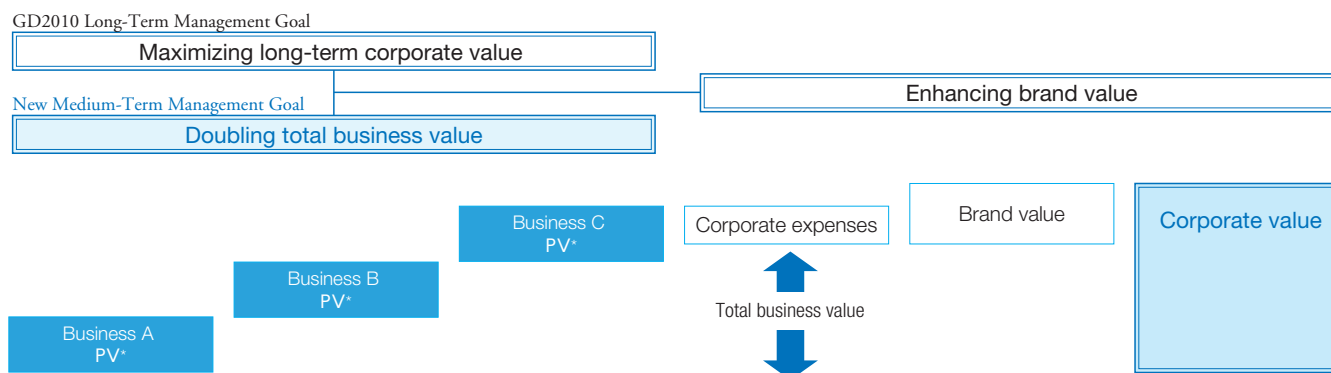 GD2010 Long-Term Management Goal
Maximizing long-term corporate value
Enhancing brand value
New Medium-Term Management Goal
Doubling total business value
Business A
PV*
Business B
PV*
Business C
PV*
Corporate expenses
Total business value
Brand value
Corporate value